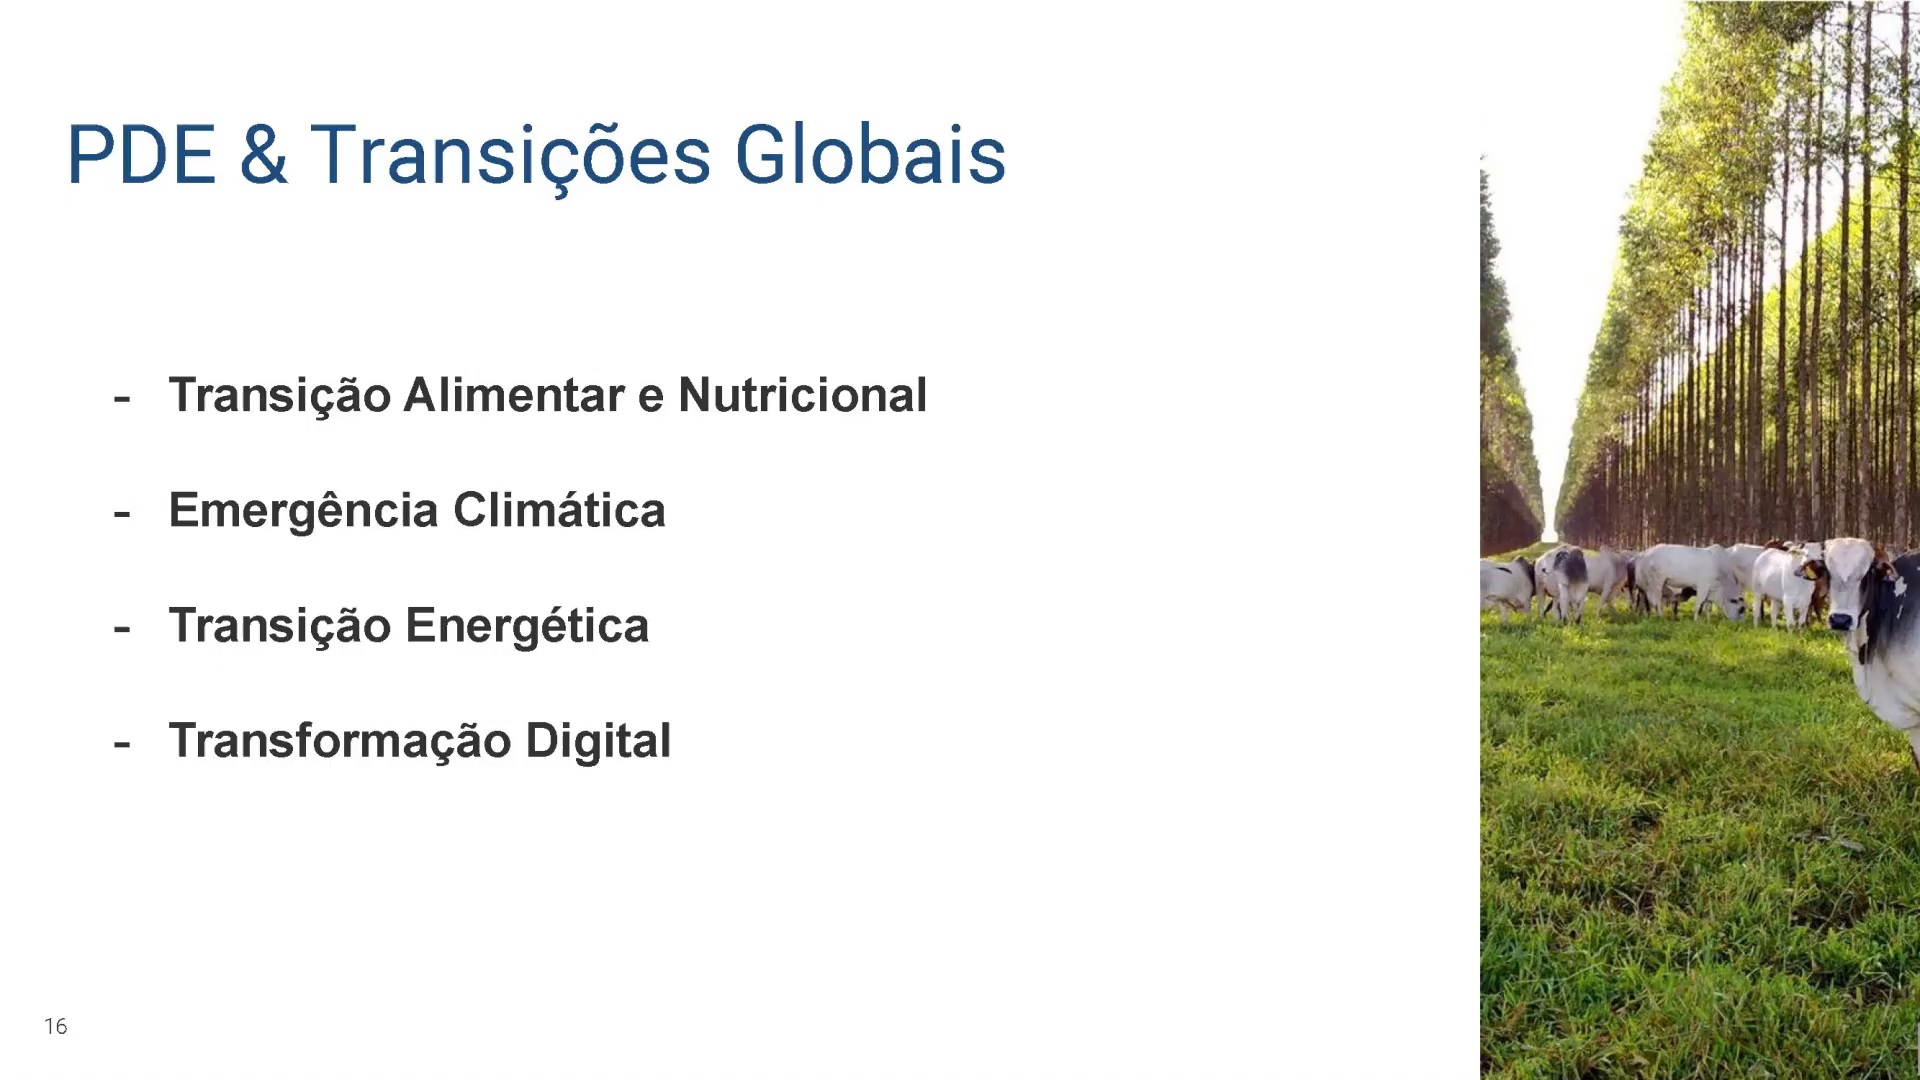 PDE & Transições Globais
- Transição Alimentar e Nutricional
- Emergência Climática
- Transição Energética
- Transformação Digital
16